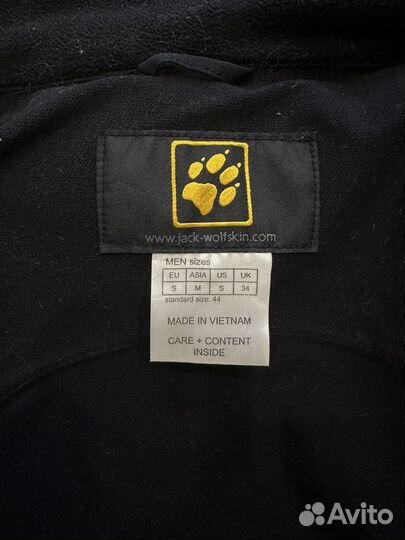 www.jack-wolfskin.com
MEN sizes
EU ASIA US UK
S M S 34
standard size: 44
MADE IN VIETNAM
CARE + CONTENT
INSIDE
Avito